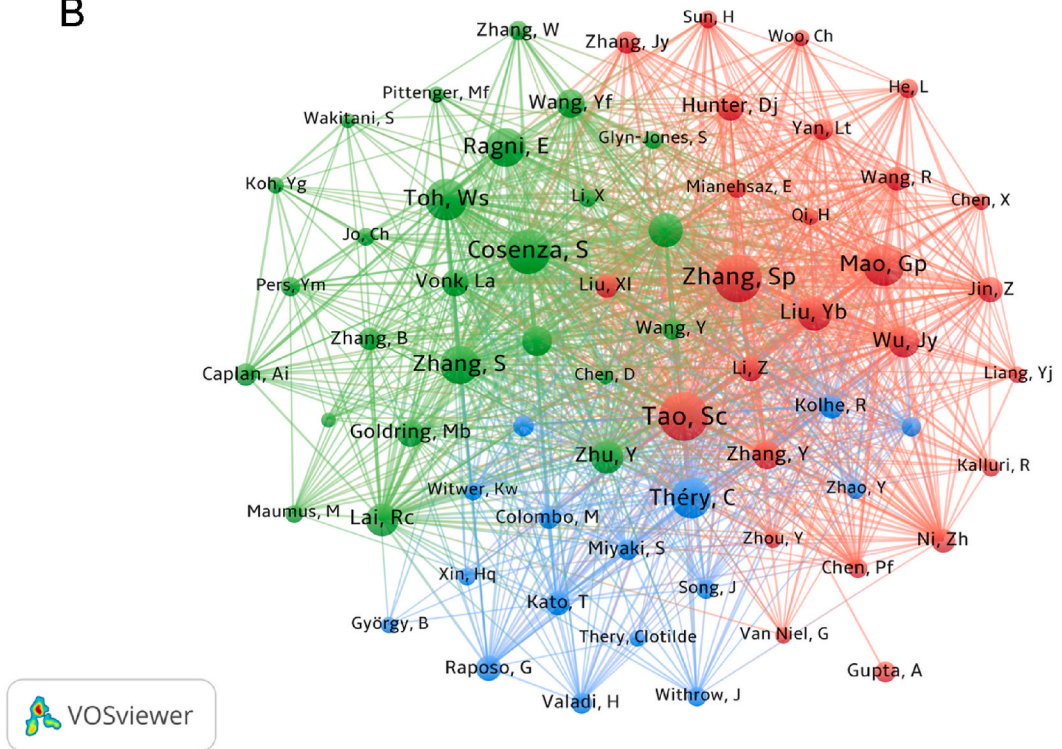 B
Sun, H
Zhang, W
Woo, Ch
Zhang, Jy
He, L
Pittenger, Mf
Wang, Yf
Hunter, Dj
Wakitani, S
Yan, Lt
Glyn-Jones, S
Ragni, E
Koh, Yg
Wang, R
Mianehsaz, E
Toh, Ws
Li, X
Chen, X
Qi, H
Jo, Ch
Cosenza, S
Mao, Gp
Zhang, Sp
Pers, Ym
Vonk, La
Liu, Xl
Jin, Z
Liu, Yb
Wang, Y
Zhang, B
Wu, Jy
Zhang, S
Li, Z
Caplan, Ai
Chen, D
Liang, Yj
Kolhe, R
Tao, Sc
Goldring, Mb
Zhu, Y
Zhang, Y
Kalluri, R
Witwer, Kw
Zhao, Y
Théry, C
Maumus, M
Lai, Rc
Colombo, M
Zhou, Y
Ni, Zh
Miyaki, S
Chen, Pf
Xin, Hq
Song, J
Kato, T
György, B
Thery, Clotilde
Van Niel, G
Raposo, G
Gupta, A
Valadi, H
Withrow, J
VOSviewer